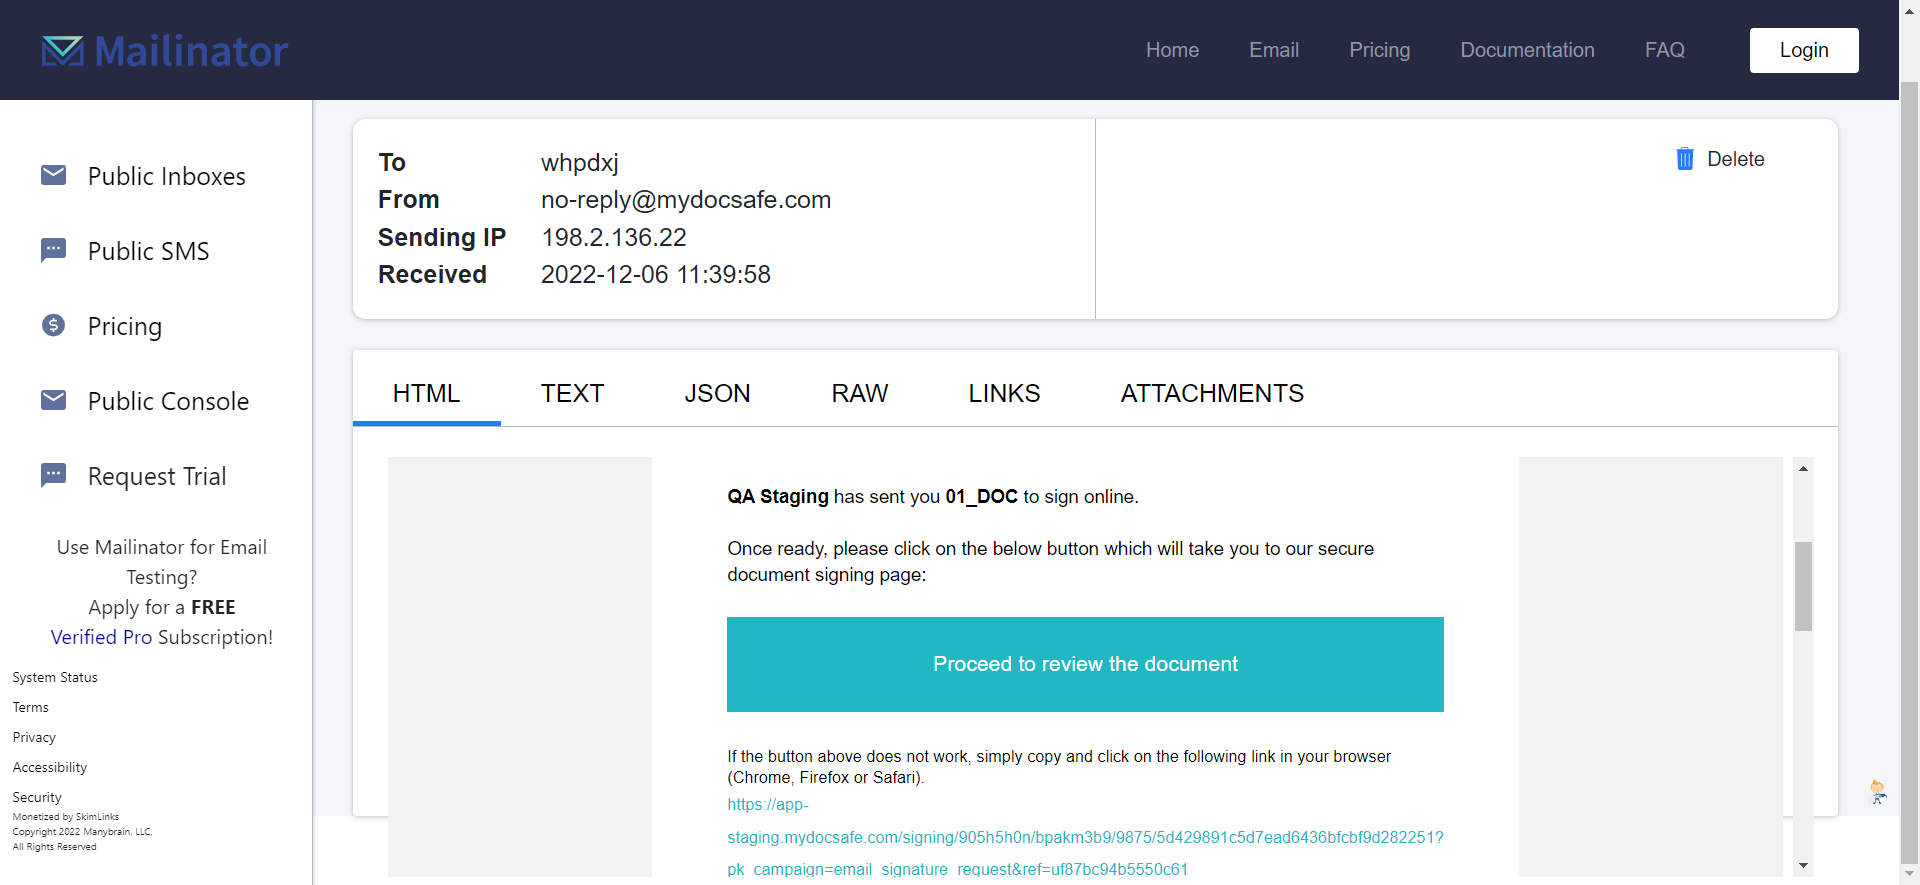 Mailinator
Home Email Pricing Documentation FAQ Login
Public Inboxes
Public SMS
Pricing
Public Console
Request Trial
Use Mailinator for Email
Testing?
Apply for a FREE
Verified Pro Subscription!
System Status
Terms
Privacy
Accessibility
Security
Monetized by SkimLinks
Copyright 2022 Manybrain, LLC,
All Rights Reserved
To whpdxj
From no-reply@mydocsafe.com
Sending IP 198.2.136.22
Received 2022-12-06 11:39:58
Delete
HTML TEXT JSON RAW LINKS ATTACHMENTS
QA Staging has sent you 01_DOC to sign online.
Once ready, please click on the below button which will take you to our secure
document signing page:
Proceed to review the document
If the button above does not work, simply copy and click on the following link in your browser
(Chrome, Firefox or Safari).
https://app-
staging.mydocsafe.com/signing/905h5h0n/bpakm3b9/9875/5d429891c5d7ead6436bfcbf9d282251?
pk_campaign=email_signature_request&ref=uf87bc94b5550c61